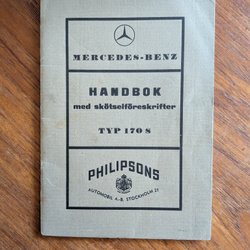 MERCEDES-BENZ
HANDBOK
med skötselföreskrifter
TYP 170 S
PHILIPSONS
AUTOMOBIL A.-B. STOCKHOLM 21